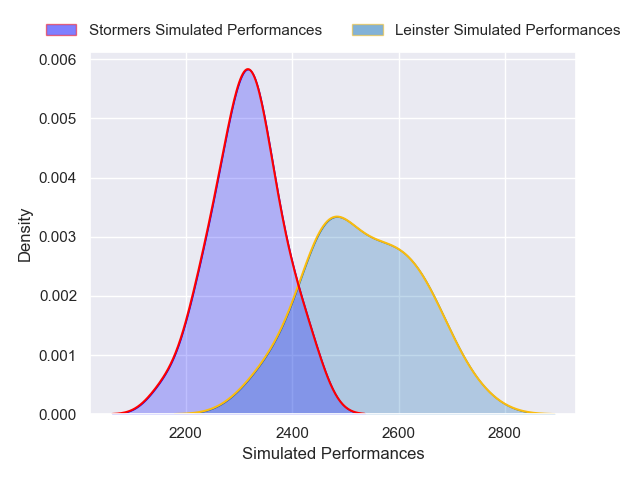 Stormers Simulated Performances Leinster Simulated Performances
0.006
0.005
0.004
0.003
0.002
0.001
0.000
Density
2200 2400 2600 2800
Simulated Performances